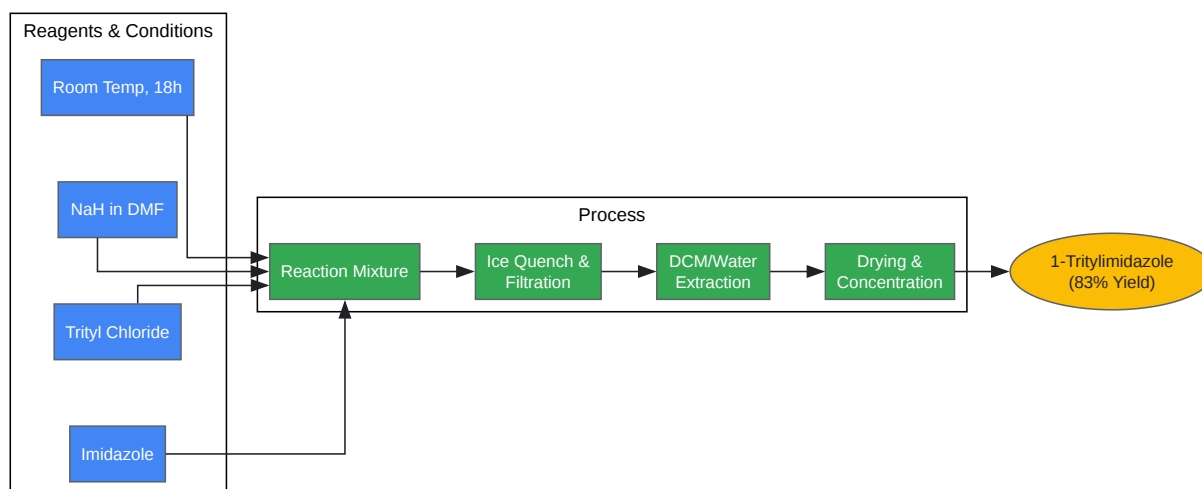 Reagents & Conditions
Room Temp, 18h
NaH in DMF
Trityl Chloride
Imidazole
Process
Reaction Mixture
Ice Quench &
Filtration
DCM/Water
Extraction
Drying &
Concentration
1-Tritylimidazole
(83% Yield)